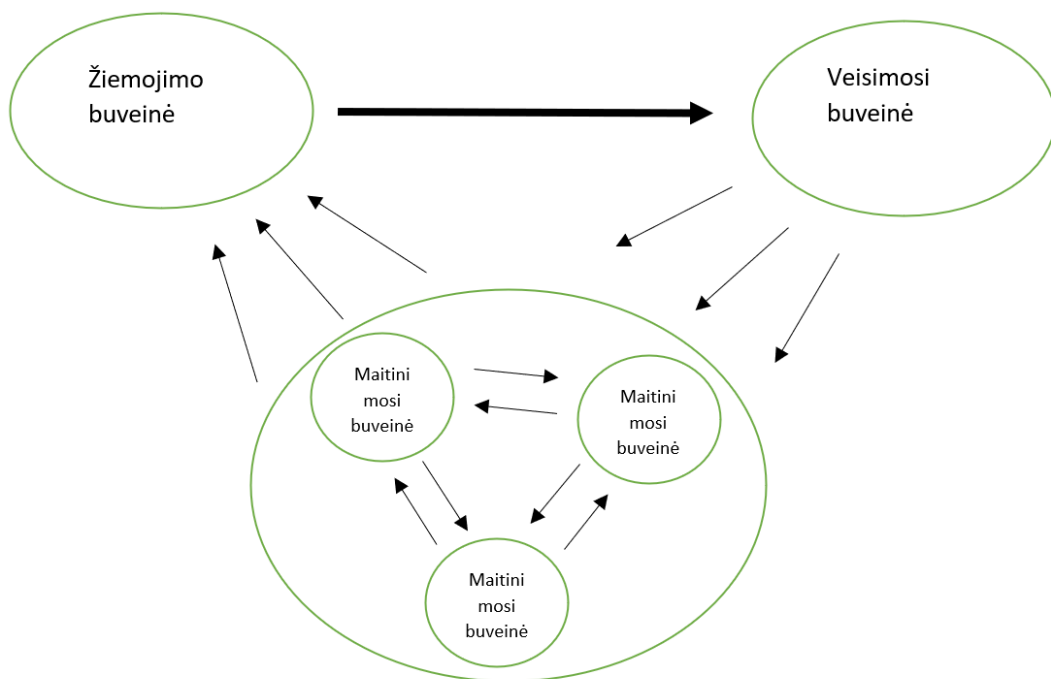 Žiemojimo
buveinė
Veisimosi
buveinė
Maitini
mosi
buveinė
Maitini
mosi
buveinė
Maitini
mosi
buveinė